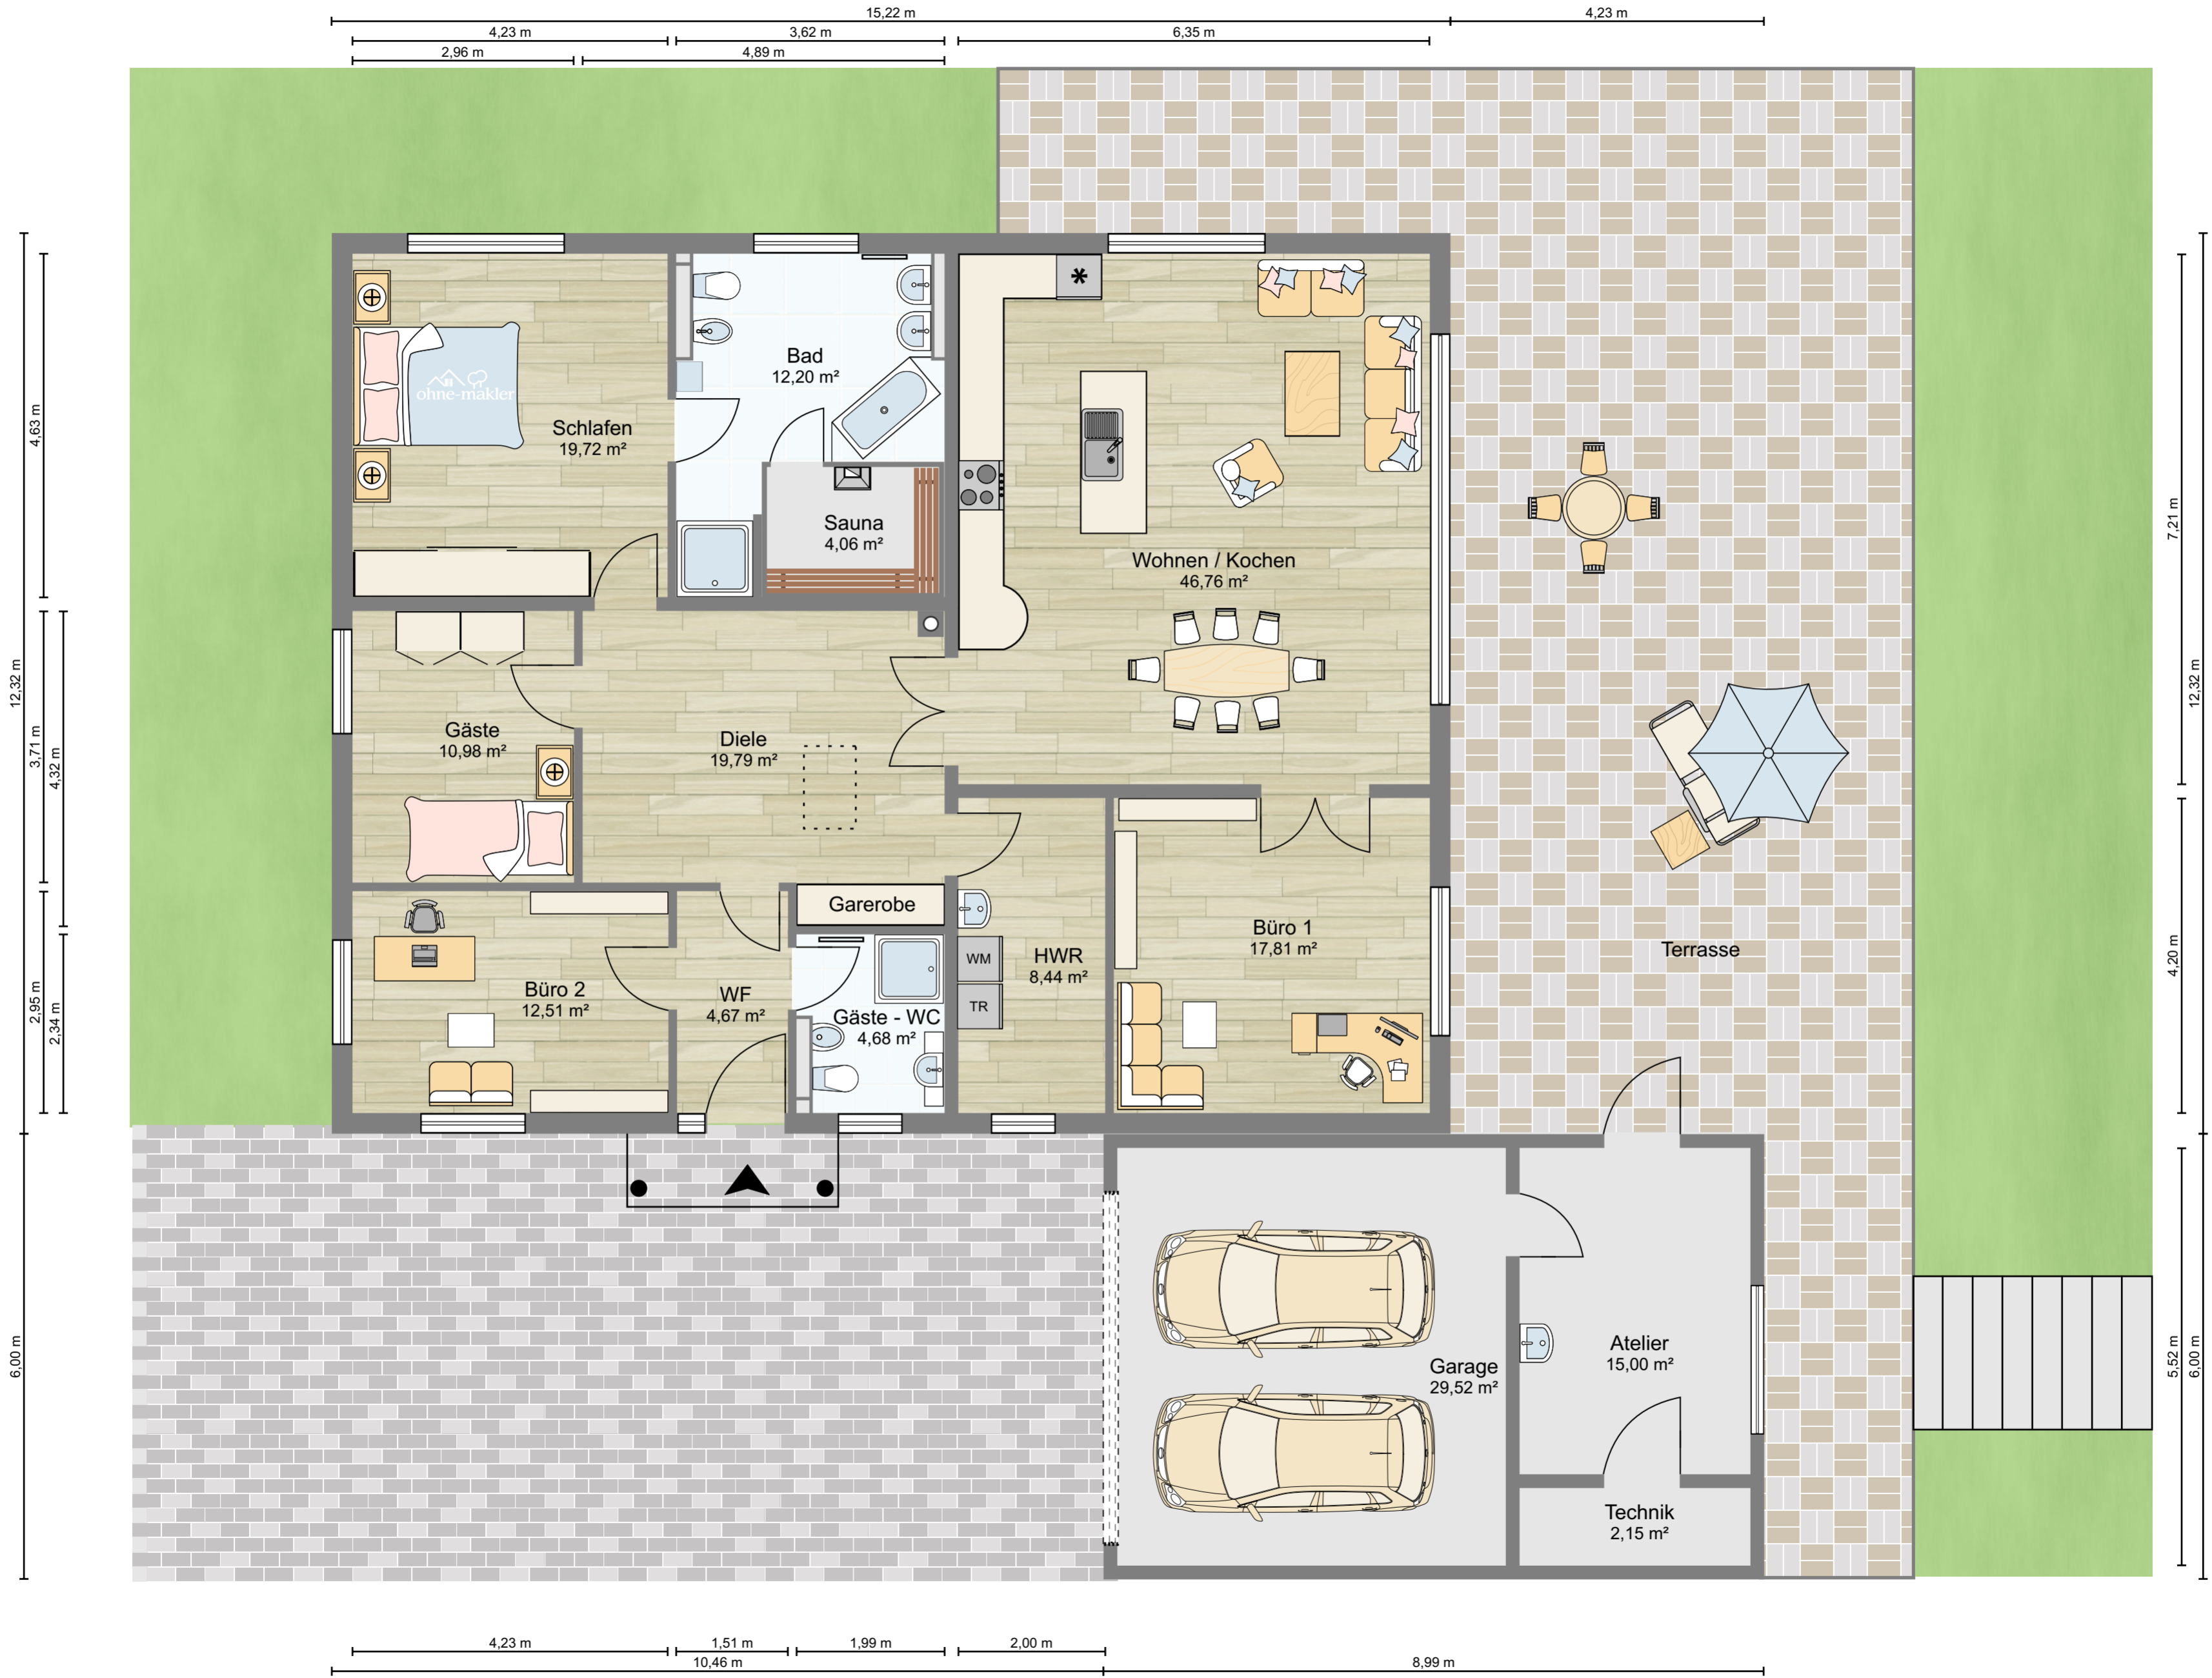 15,22 m
4,23 m
4,23 m
3,62 m
6,35 m
2,96 m
4,89 m
12,32 m
4,63 m
3,71 m
4,32 m
2,95 m
2,34 m
6,00 m
ohne-makler
Schlafen
19,72 m²
Bad
12,20 m²
Sauna
4,06 m²
*
Wohnen / Kochen
46,76 m²
Gäste
10,98 m²
Diele
19,79 m²
Garerobe
Büro 2
12,51 m²
WF
4,67 m²
Gäste - WC
4,68 m²
WM
TR
HWR
8,44 m²
Büro 1
17,81 m²
Terrasse
Garage
29,52 m²
Atelier
15,00 m²
Technik
2,15 m²
7,21 m
12,32 m
4,20 m
5,52 m
6,00 m
4,23 m
1,51 m
1,99 m
2,00 m
10,46 m
8,99 m